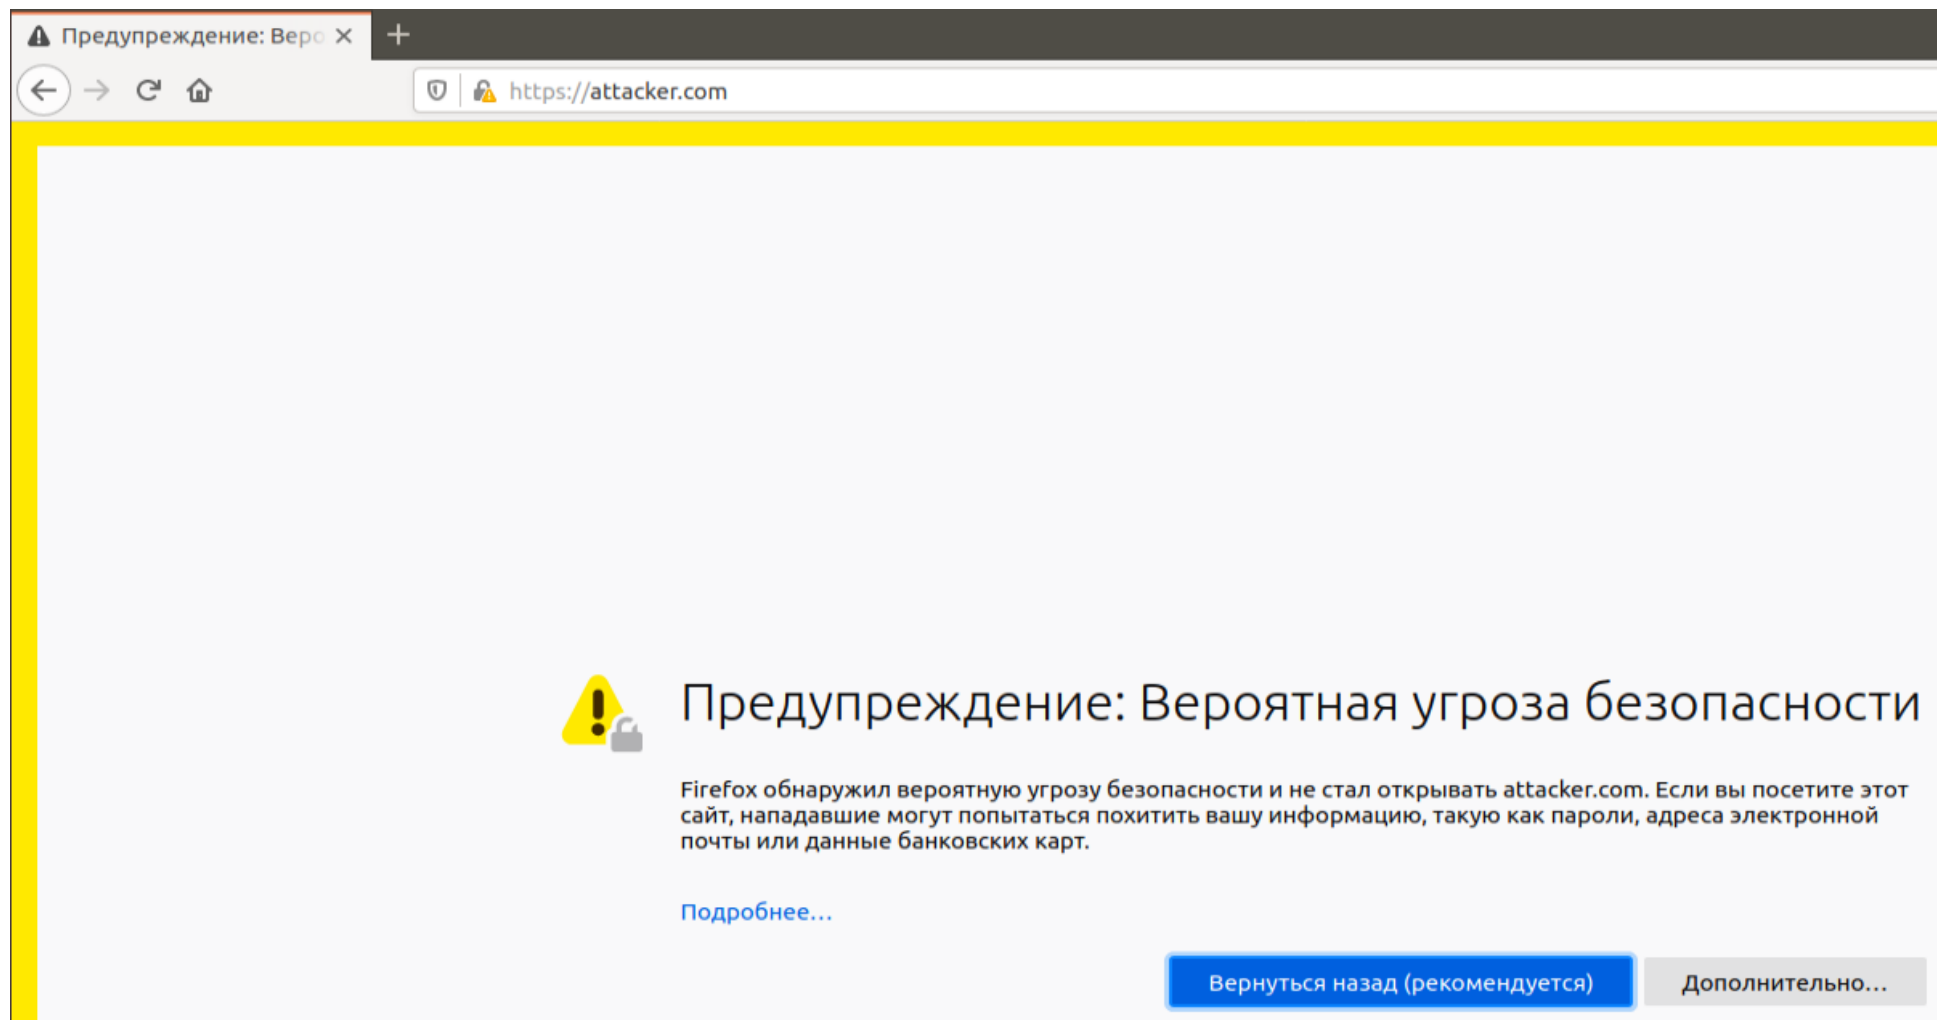 Предупреждение: Веро
https://attacker.com
Предупреждение: Вероятная угроза безопасности
Firefox обнаружил вероятную угрозу безопасности и не стал открывать attacker.com. Если вы посетите этот
сайт, нападавшие могут попытаться похитить вашу информацию, такую как пароли, адреса электронной
почты или данные банковских карт.
Подробнее...
Вернуться назад (рекомендуется)
Дополнительно...